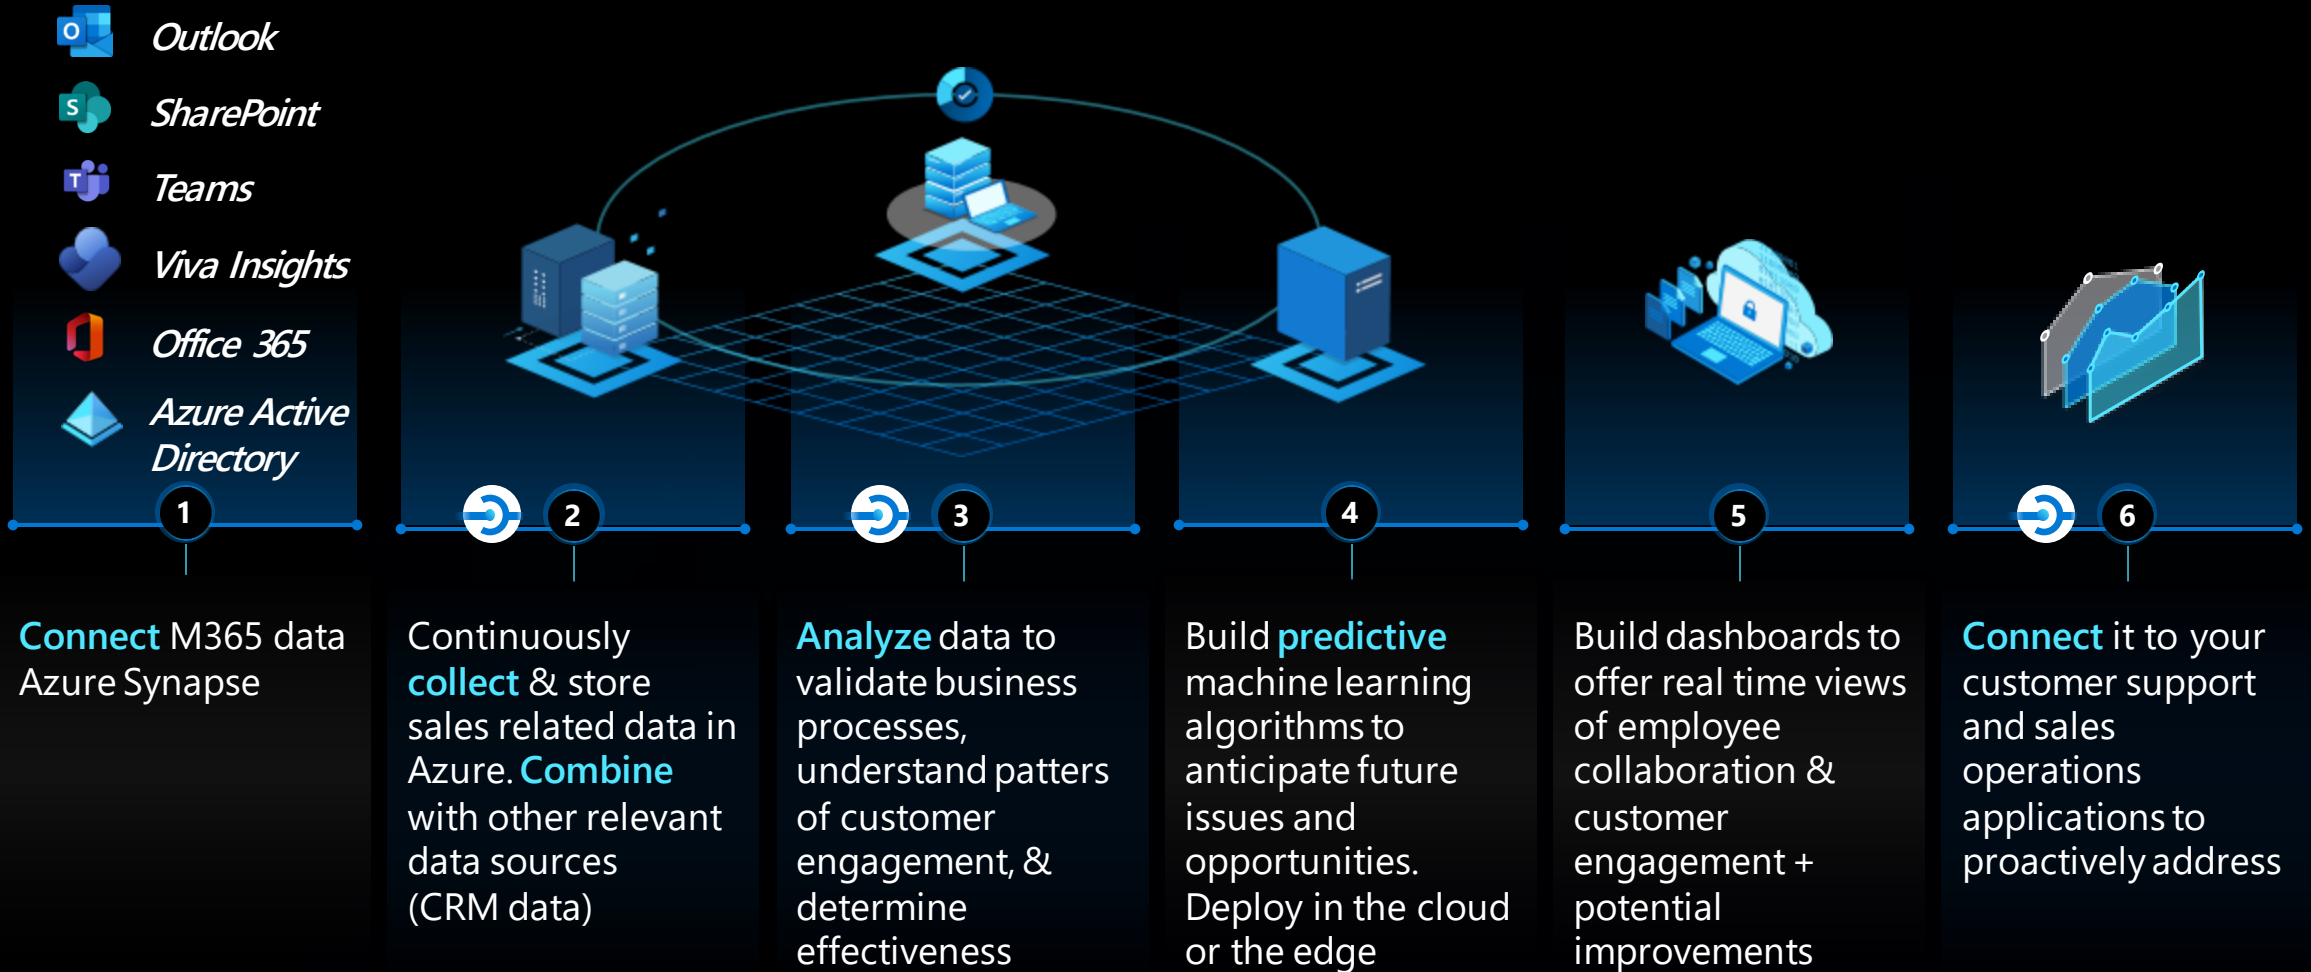 Outlook
SharePoint
Teams
Viva Insights
Office 365
Azure Active
Directory
1
Connect M365 data
Azure Synapse
2
Continuously
collect & store
sales related data in
Azure. Combine
with other relevant
data sources
(CRM data)
3
Analyze data to
validate business
processes,
understand patters
of customer
engagement, &
determine
effectiveness
4
Build predictive
machine learning
algorithms to
anticipate future
issues and
opportunities.
Deploy in the cloud
or the edge
5
Build dashboards to
offer real time views
of employee
collaboration &
customer
engagement +
potential
improvements
6
Connect it to your
customer support
and sales
operations
applications to
proactively address